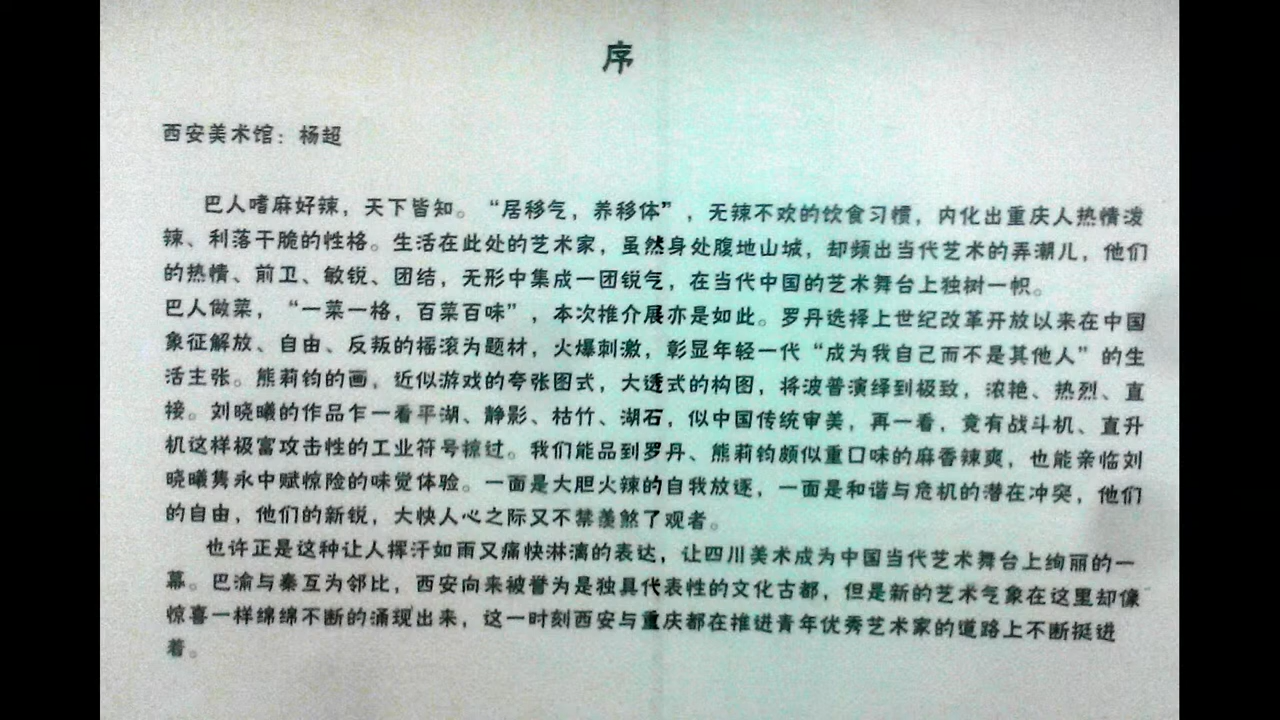 序
西安美术馆：杨超
巴人嗜麻好辣，天下皆知。“居移气，养移体”，无辣不欢的饮食习惯，内化出重庆人热情泼
辣、利落干脆的性格。生活在此处的艺术家，虽然身处腹地山城，却频出当代艺术的弄潮儿，他们
的热情、前卫、敏锐、团结，无形中集成一团锐气，在当代中国的艺术舞台上独树一帜。
巴人做菜，“一菜一格，百菜百味”，本次推介展亦是如此。罗丹选择上世纪改革开放以来在中国
象征解放、自由、反叛的摇滚为题材，火爆刺激，彰显年轻一代“成为我自己而不是其他人”的生
活主张。熊莉钧的画，近似游戏的夸张图式，大透式的构图，将波普演绎到极致，浓艳、热烈、直
接。刘晓曦的作品乍一看平湖、静影、枯竹、湖石，似中国传统审美，再一看，竟有战斗机、直升
机这样极富攻击性的工业符号掠过。我们能品到罗丹、熊莉钧颇似重口味的麻香辣爽，也能亲临刘
晓曦隽永中赋惊险的味觉体验。一面是大胆火辣的自我放逐，一面是和谐与危机的潜在冲突，他们
的自由，他们的新锐，大快人心之际又不禁羡煞了观者。
也许正是这种让人挥汗如雨又痛快淋漓的表达，让四川美术成为中国当代艺术舞台上绚丽的一
幕。巴渝与秦互为邻比，西安向来被誉为是独具代表性的文化古都，但是新的艺术气象在这里却像
惊喜一样绵绵不断的涌现出来，这一时刻西安与重庆都在推进青年优秀艺术家的道路上不断挺进
着。